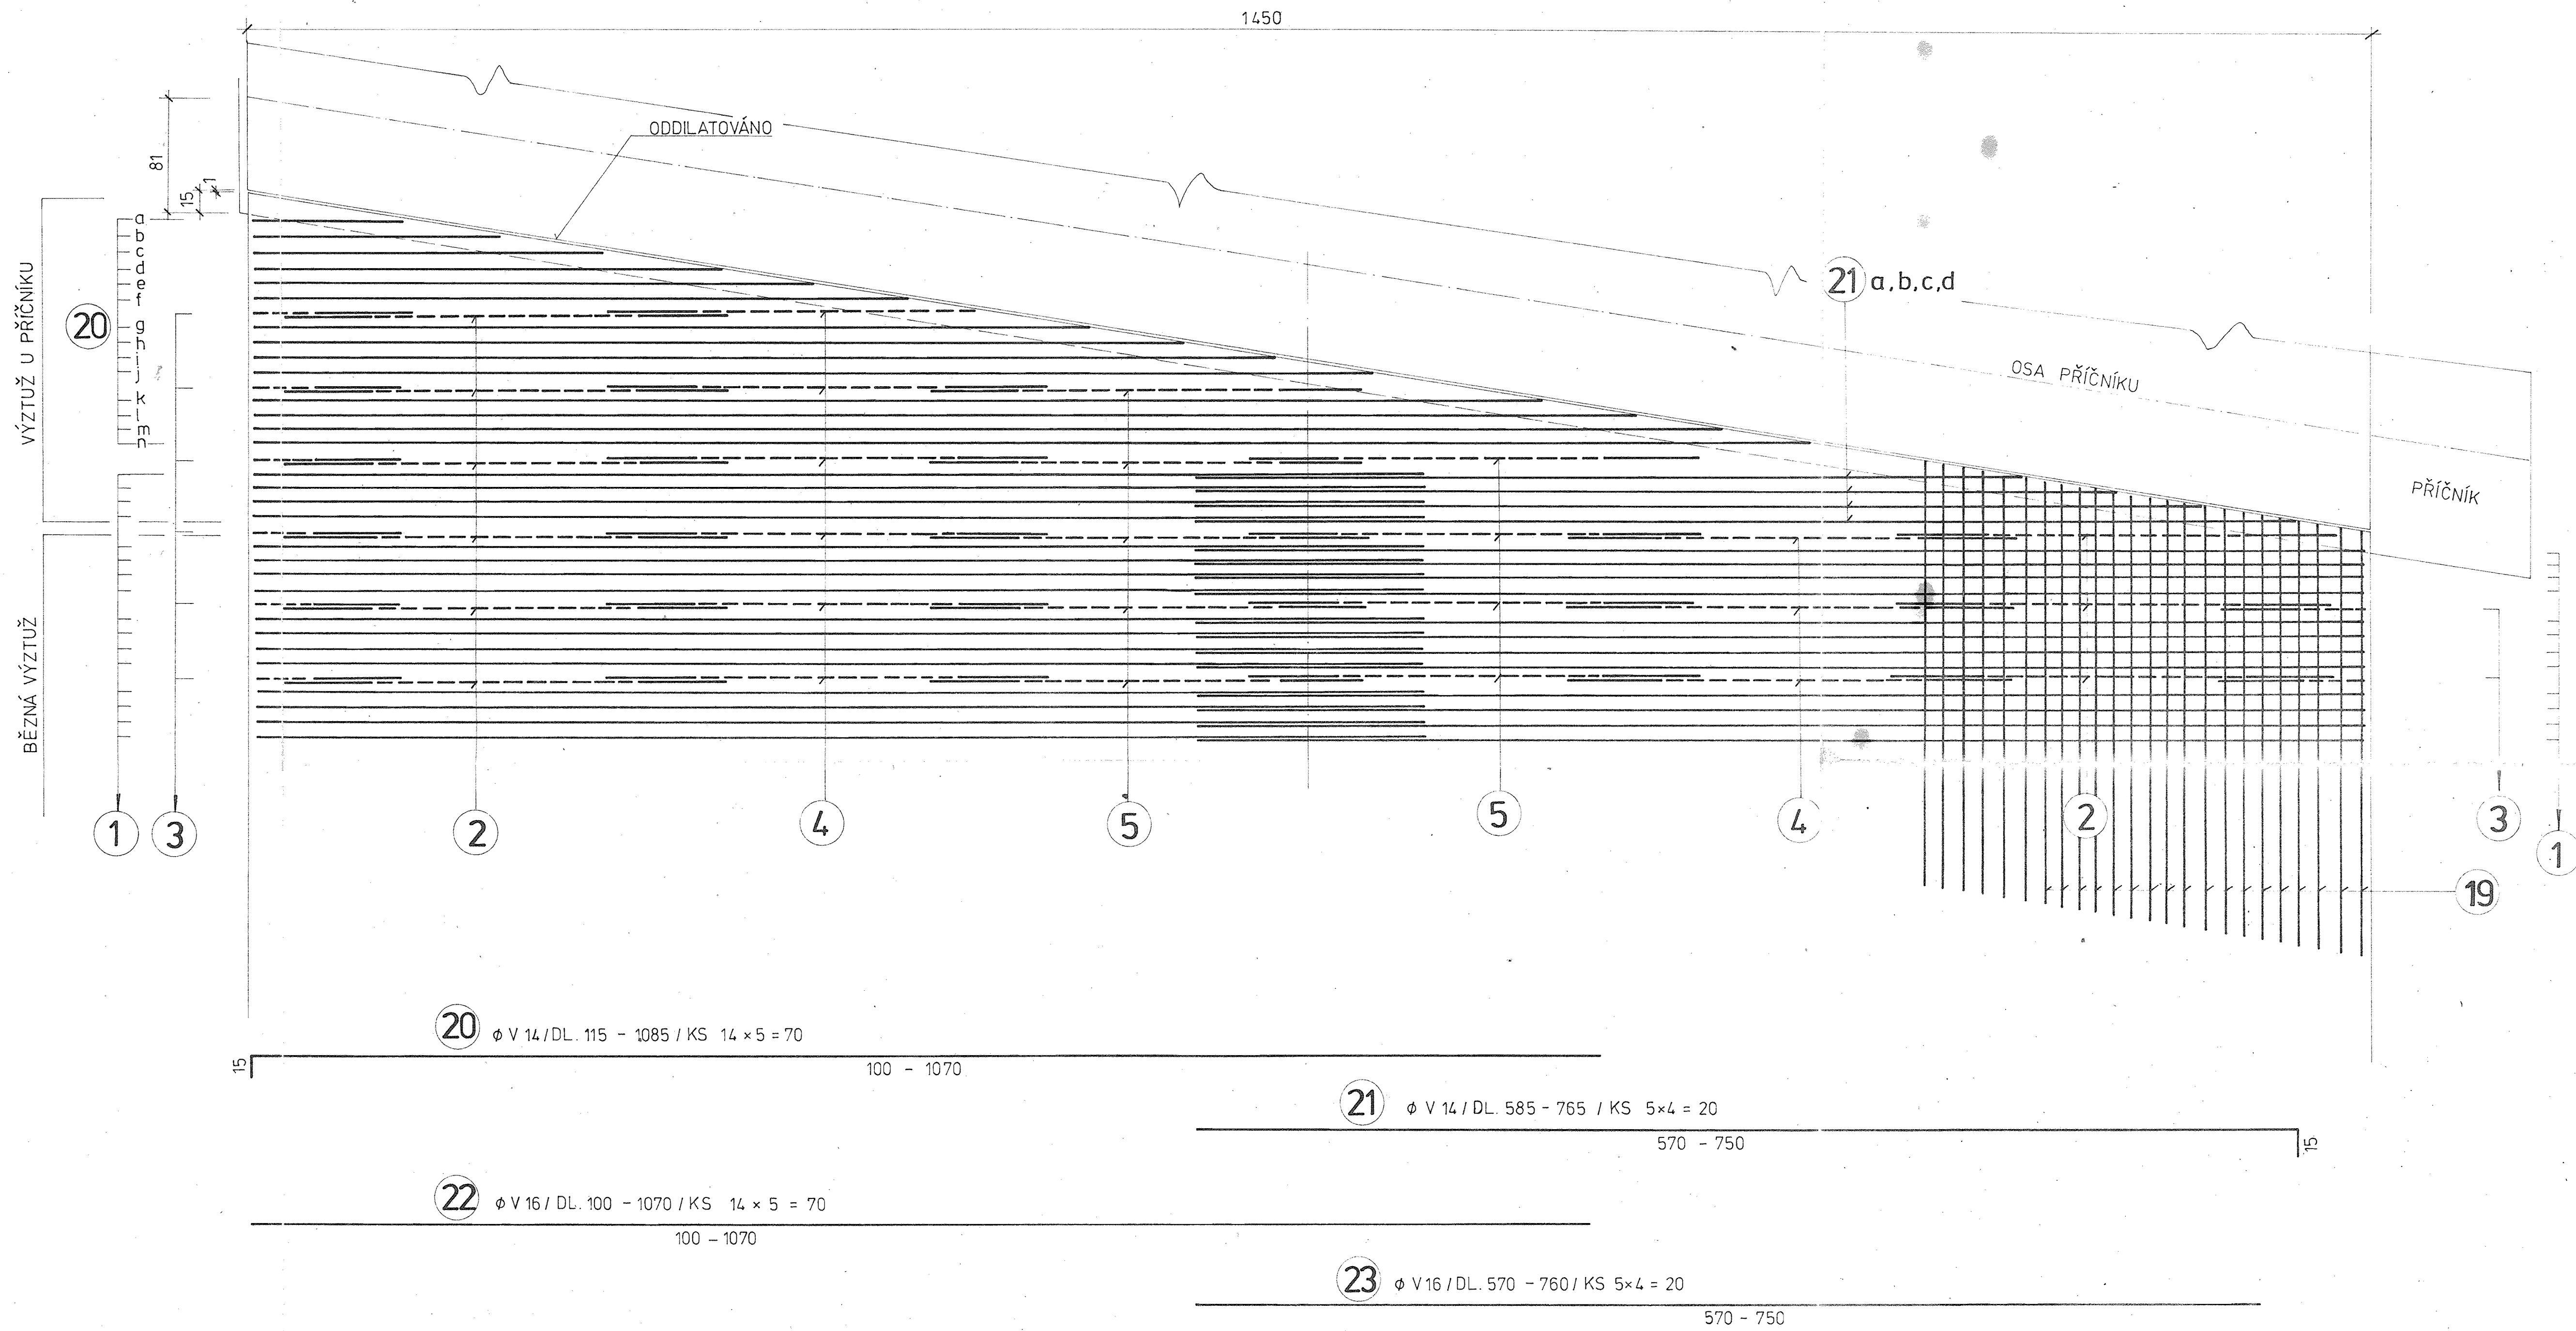 1450
ODDILATOVÁNO
81
15
1
VÝZTUŽ U PŘÍČNÍKU
20
a
b
c
d
e
f
g
h
i
j
k
l
m
n
21 a,b,c,d
OSA PŘÍČNÍKU
PŘÍČNÍK
BĚZNÁ VÝZTUŽ
1
3
2
4
5
5
4
2
3
1
19
20 ϕ V 14 / DL. 115 - 1085 / KS 14 × 5 = 70
15
100 - 1070
21 ϕ V 14 / DL. 585 - 765 / KS 5×4 = 20
570 - 750
15
22 ϕ V 16 / DL. 100 - 1070 / KS 14 × 5 = 70
100 - 1070
23 ϕ V 16 / DL. 570 - 760 / KS 5×4 = 20
570 - 750